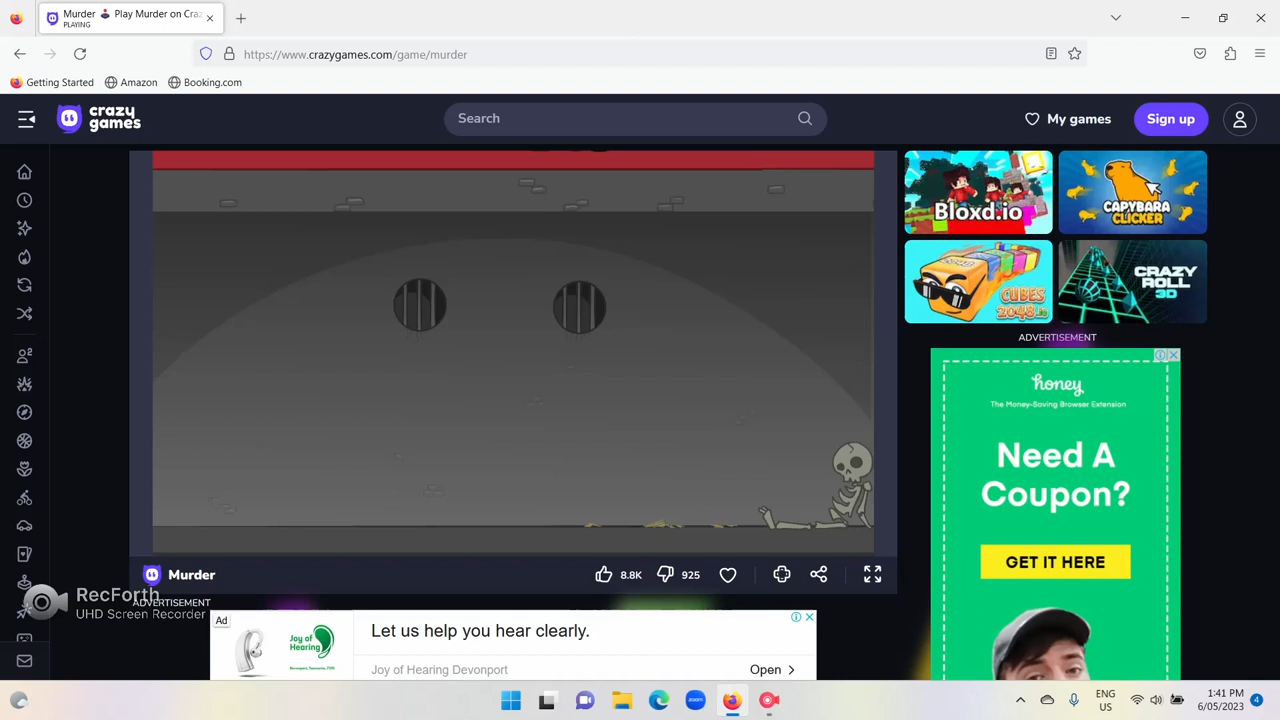 Murder 🕹️ Play Murder on Cra
PLAYING
https://www.crazygames.com/game/murder
Getting Started
Amazon
Booking.com
crazy
games
Search
My games
Sign up
Bloxd.io
CAPYBARA
CLICKER
CUBES
2048.io
CRAZY
ROLL
3D
ADVERTISEMENT
honey
The Money-Saving Browser Extension
Need A
Coupon?
GET IT HERE
Murder
8.8K
925
ADVERTISEMENT
RecForth
UHD Screen Recorder
Ad
Joy of
Hearing
Let us help you hear clearly.
Joy of Hearing Devonport
Open
zoom
ENG
US
1:41 PM
6/05/2023
4